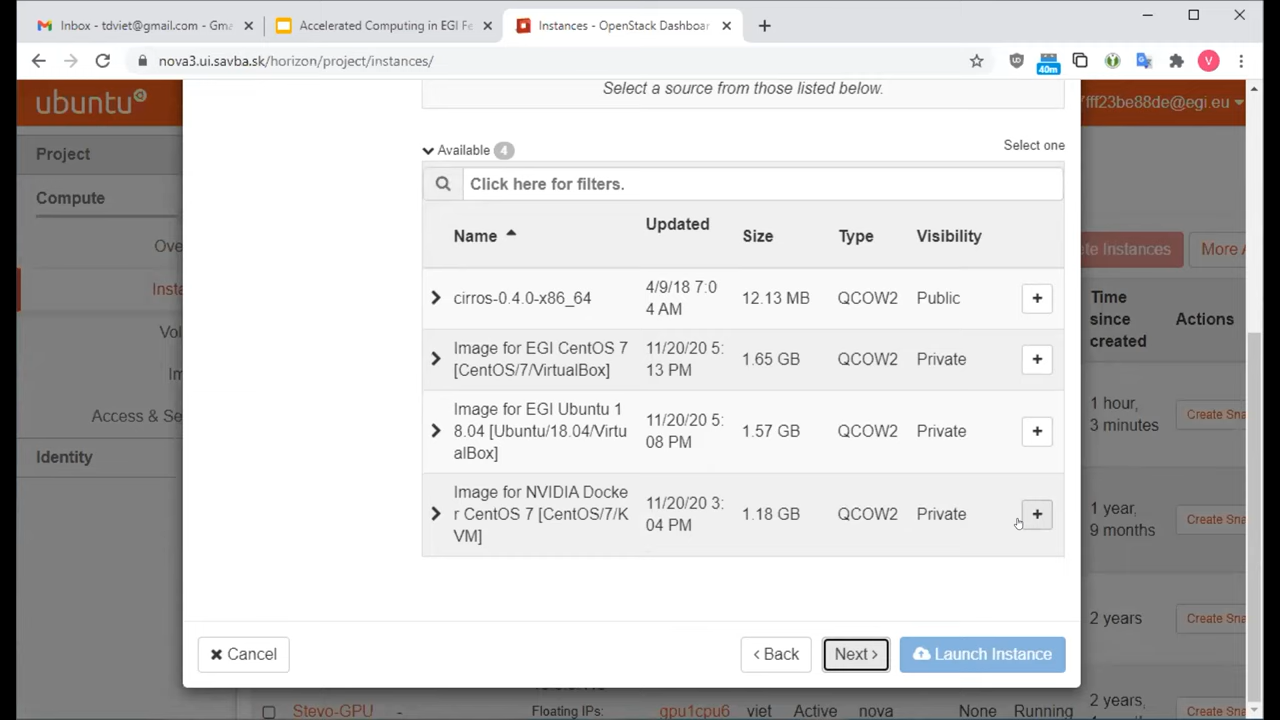 Inbox - tdviet@gmail.com - Gma
Accelerated Computing in EGI Fe
Instances - OpenStack Dashboar
nova3.ui.savba.sk/horizon/project/instances/
40m
V
ubuntu
fff23be88de@egi.eu
Project
Compute
Ove
Insta
Vol
Im
Access & Se
Identity
Select a source from those listed below.
Available 4
Select one
Click here for filters.
Name Updated Size Type Visibility
cirros-0.4.0-x86_64 4/9/18 7:0
4 AM 12.13 MB QCOW2 Public +
Image for EGI CentOS 7
[CentOS/7/VirtualBox] 11/20/20 5:
13 PM 1.65 GB QCOW2 Private +
Image for EGI Ubuntu 1
8.04 [Ubuntu/18.04/Virtu
alBox] 11/20/20 5:
08 PM 1.57 GB QCOW2 Private +
Image for NVIDIA Docke
r CentOS 7 [CentOS/7/K
VM] 11/20/20 3:
04 PM 1.18 GB QCOW2 Private +
Cancel
‹ Back
Next ›
Launch Instance
te Instances
More A
Time
since
created
Actions
1 hour,
3 minutes
Create Sna
1 year,
9 months
Create Sna
2 years
Create Sna
2 years,
Stevo-GPU - Floating IPs: gpu1cpu6 viet Active nova None Running Create Sna